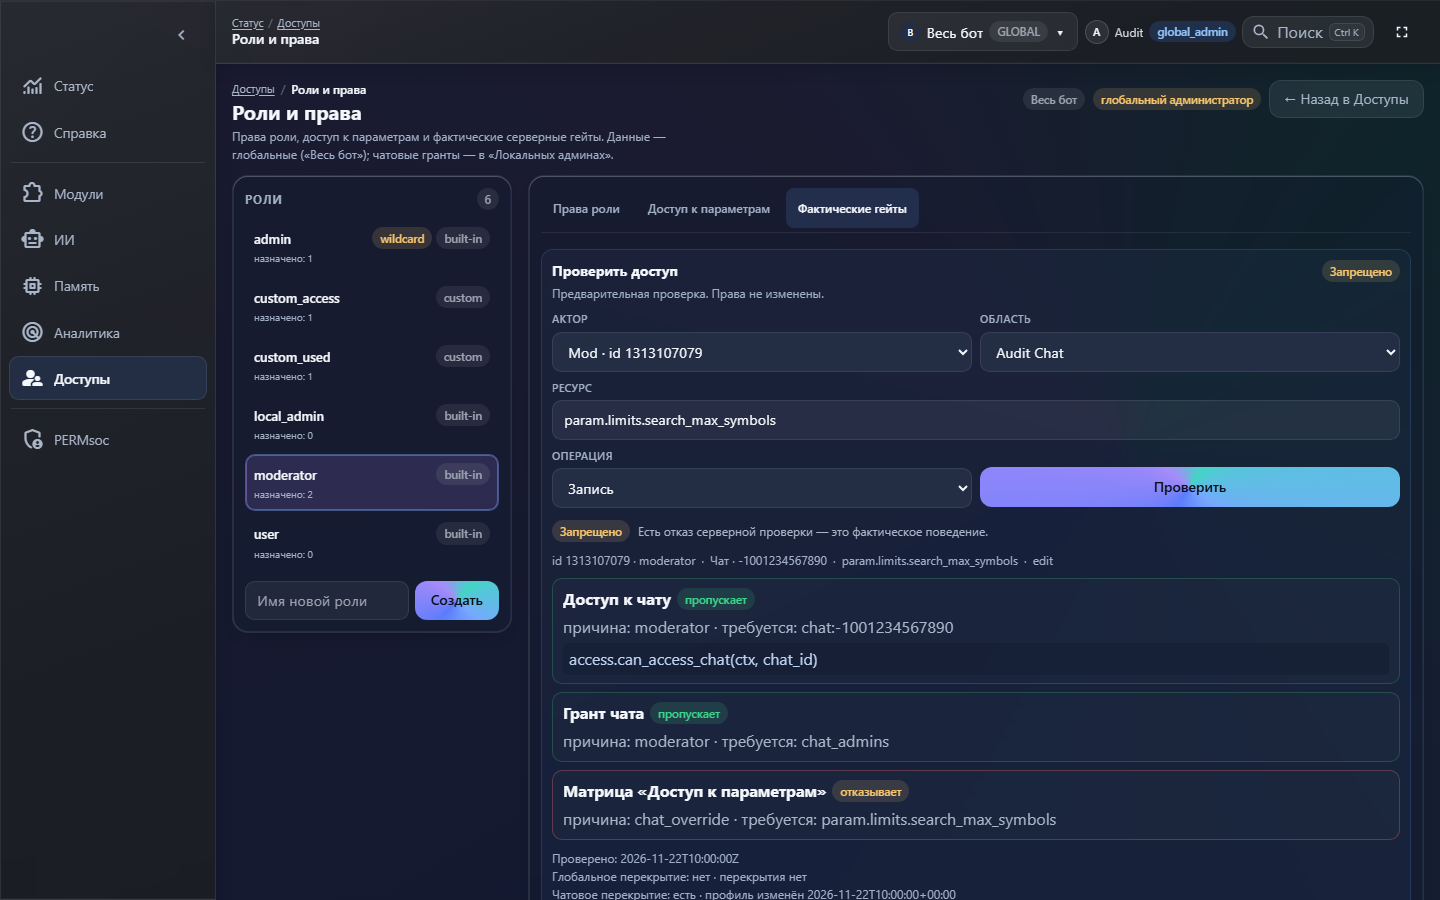 Статус
Справка
Модули
ИИ
Память
Аналитика
Доступы
PERMsoc
Статус / Доступы
Роли и права
B Весь бот GLOBAL ▼
A Audit global_admin
Поиск Ctrl K
Доступы / Роли и права
Роли и права
Права роли, доступ к параметрам и фактические серверные гейты. Данные —
глобальные («Весь бот»); чатовые гранты — в «Локальных админах».
Весь бот глобальный администратор ← Назад в Доступы
РОЛИ 6
admin wildcard built-in
назначено: 1
custom_access custom
назначено: 1
custom_used custom
назначено: 1
local_admin built-in
назначено: 0
moderator built-in
назначено: 2
user built-in
назначено: 0
Имя новой роли Создать
Права роли Доступ к параметрам Фактические гейты
Проверить доступ Запрещено
Предварительная проверка. Права не изменены.
АКТОР ОБЛАСТЬ
Mod · id 1313107079 Audit Chat
РЕСУРС
param.limits.search_max_symbols
ОПЕРАЦИЯ
Запись Проверить
Запрещено Есть отказ серверной проверки — это фактическое поведение.
id 1313107079 · moderator · Чат · -1001234567890 · param.limits.search_max_symbols · edit
Доступ к чату пропускает
причина: moderator · требуется: chat:-1001234567890
access.can_access_chat(ctx, chat_id)
Грант чата пропускает
причина: moderator · требуется: chat_admins
Матрица «Доступ к параметрам» отказывает
причина: chat_override · требуется: param.limits.search_max_symbols
Проверено: 2026-11-22T10:00:00Z
Глобальное перекрытие: нет · перекрытия нет
Чатовое перекрытие: есть · профиль изменён 2026-11-22T10:00:00+00:00